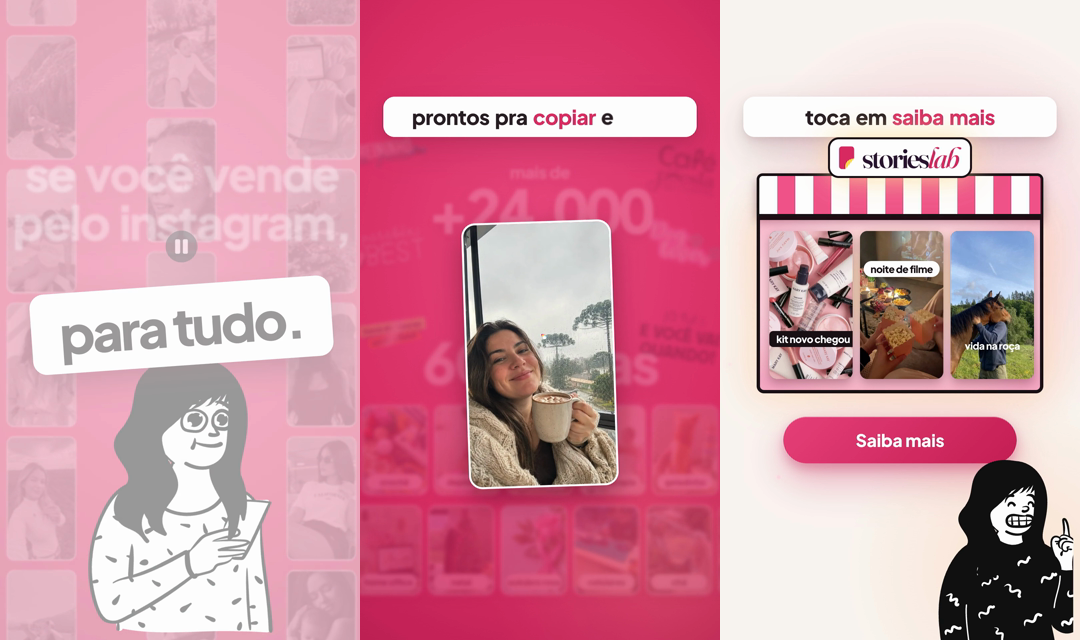 se você vende
pelo instagram,
para tudo.
prontos pra copiar e
mais de
+24.000
toca em saiba mais
storieslab
kit novo chegou
noite de filme
vida na roça
Saiba mais